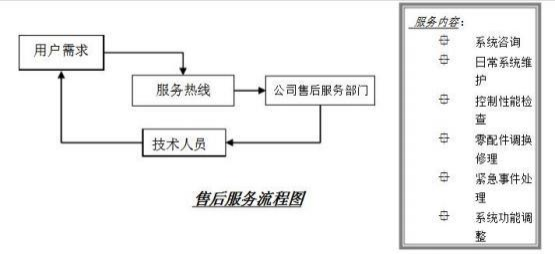 用户需求
服务热线
公司售后服务部门
技术人员
售后服务流程图
服务内容：
系统咨询
日常系统维
护
控制性能检
查
零配件调换
修理
紧急事件处
理
系统功能调
整